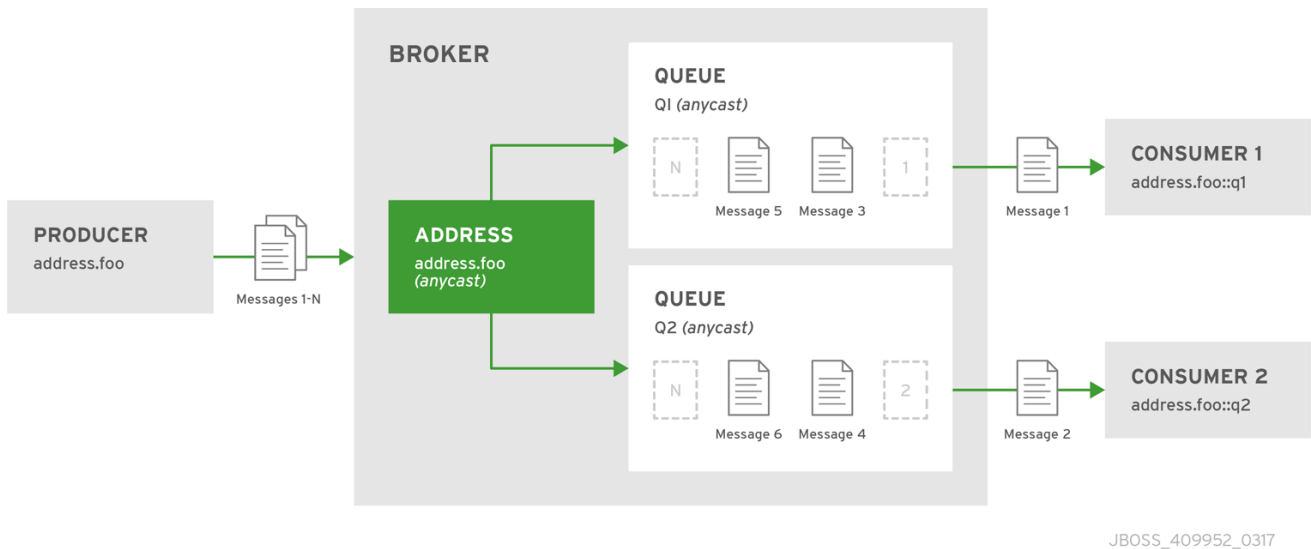 BROKER
QUEUE
Q1 (anycast)
N
1
Message 5
Message 3
Message 1
CONSUMER 1
address.foo::q1
PRODUCER
address.foo
Messages 1-N
ADDRESS
address.foo
(anycast)
QUEUE
Q2 (anycast)
N
2
Message 6
Message 4
Message 2
CONSUMER 2
address.foo::q2
JBOSS_409952_0317